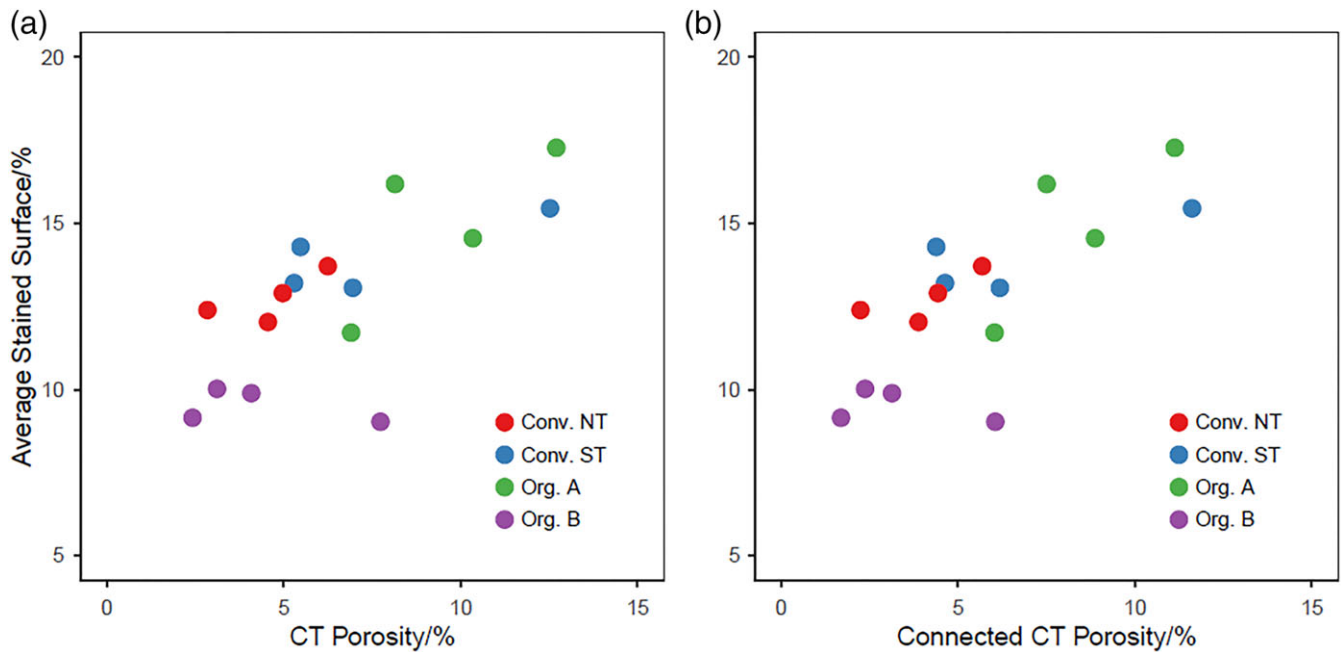 (a)
20
15
10
5
Average Stained Surface/%
Conv. NT
Conv. ST
Org. A
Org. B
0 5 10 15
CT Porosity/%
(b)
20
15
10
5
Conv. NT
Conv. ST
Org. A
Org. B
0 5 10 15
Connected CT Porosity/%